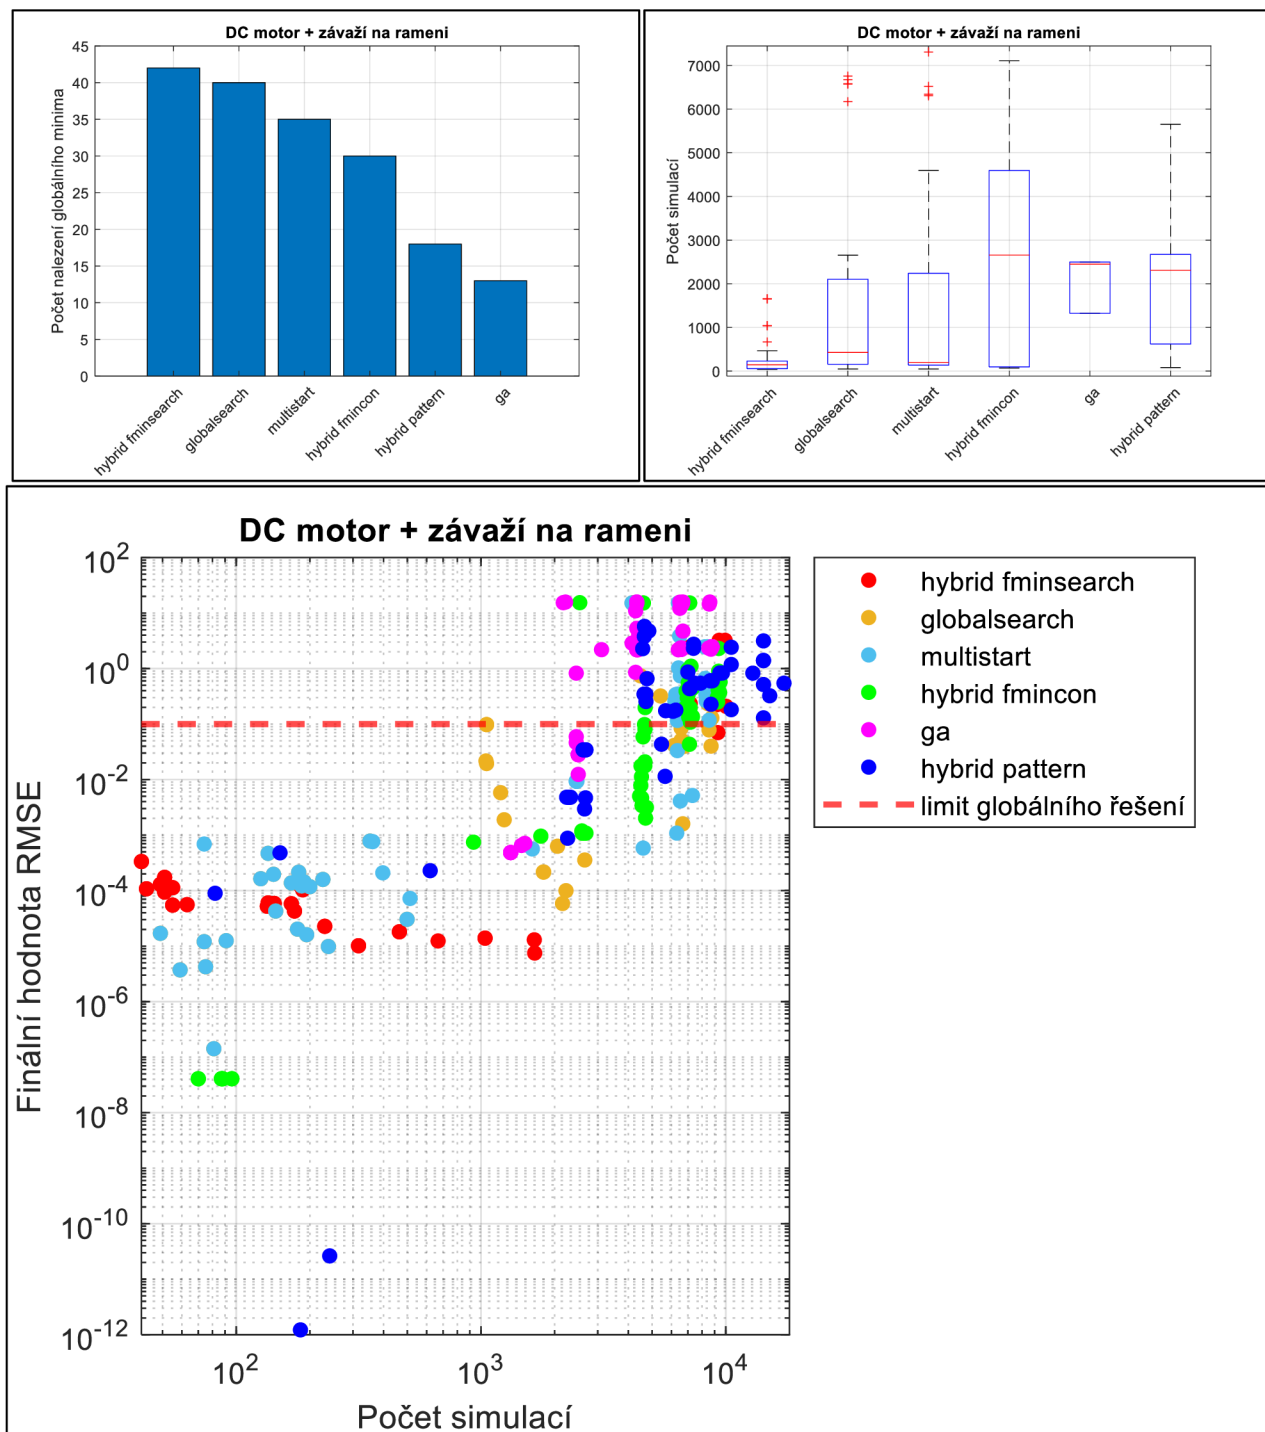 DC motor + závaží na rameni
Počet nalezení globálního minima
45
40
35
30
25
20
15
10
5
0
hybrid fminsearch
globalsearch
multistart
hybrid fmincon
hybrid pattern
ga
DC motor + závaží na rameni
Počet simulací
7000
6000
5000
4000
3000
2000
1000
0
hybrid fminsearch
globalsearch
multistart
hybrid fmincon
ga
hybrid pattern
DC motor + závaží na rameni
Finální hodnota RMSE
10^2
10^0
10^-2
10^-4
10^-6
10^-8
10^-10
10^-12
10^2
10^3
10^4
Počet simulací
hybrid fminsearch
globalsearch
multistart
hybrid fmincon
ga
hybrid pattern
limit globálního řešení